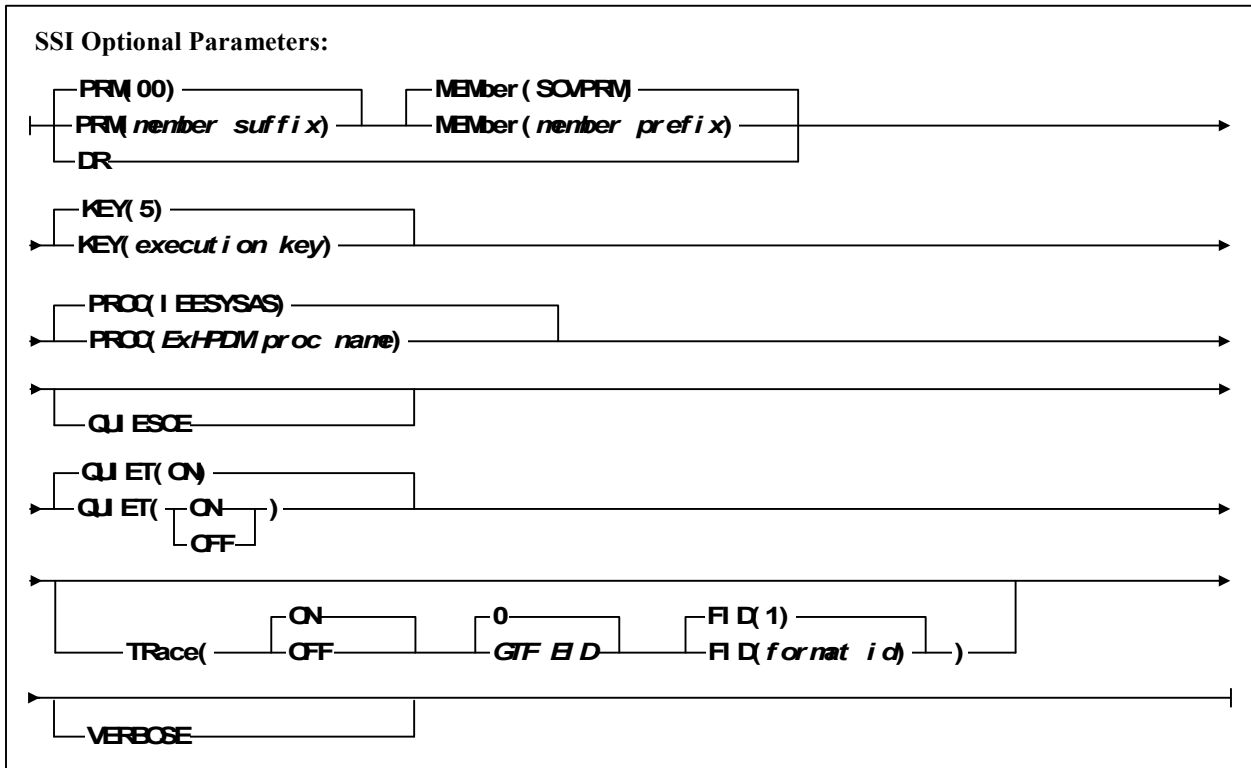 SSI Optional Parameters:
PRM(00) MEMber(SOVPRM)
PRM(member suffix) MEMber(member prefix)
DR
KEY(5)
KEY(execution key)
PROC(IEESYSAS)
PROC(ExHPDM proc name)
QUIESCE
QUIET(ON)
QUIET( ON )
OFF
ON 0 FID(1)
TRace( OFF GTF EID FID(format id) )
VERBOSE